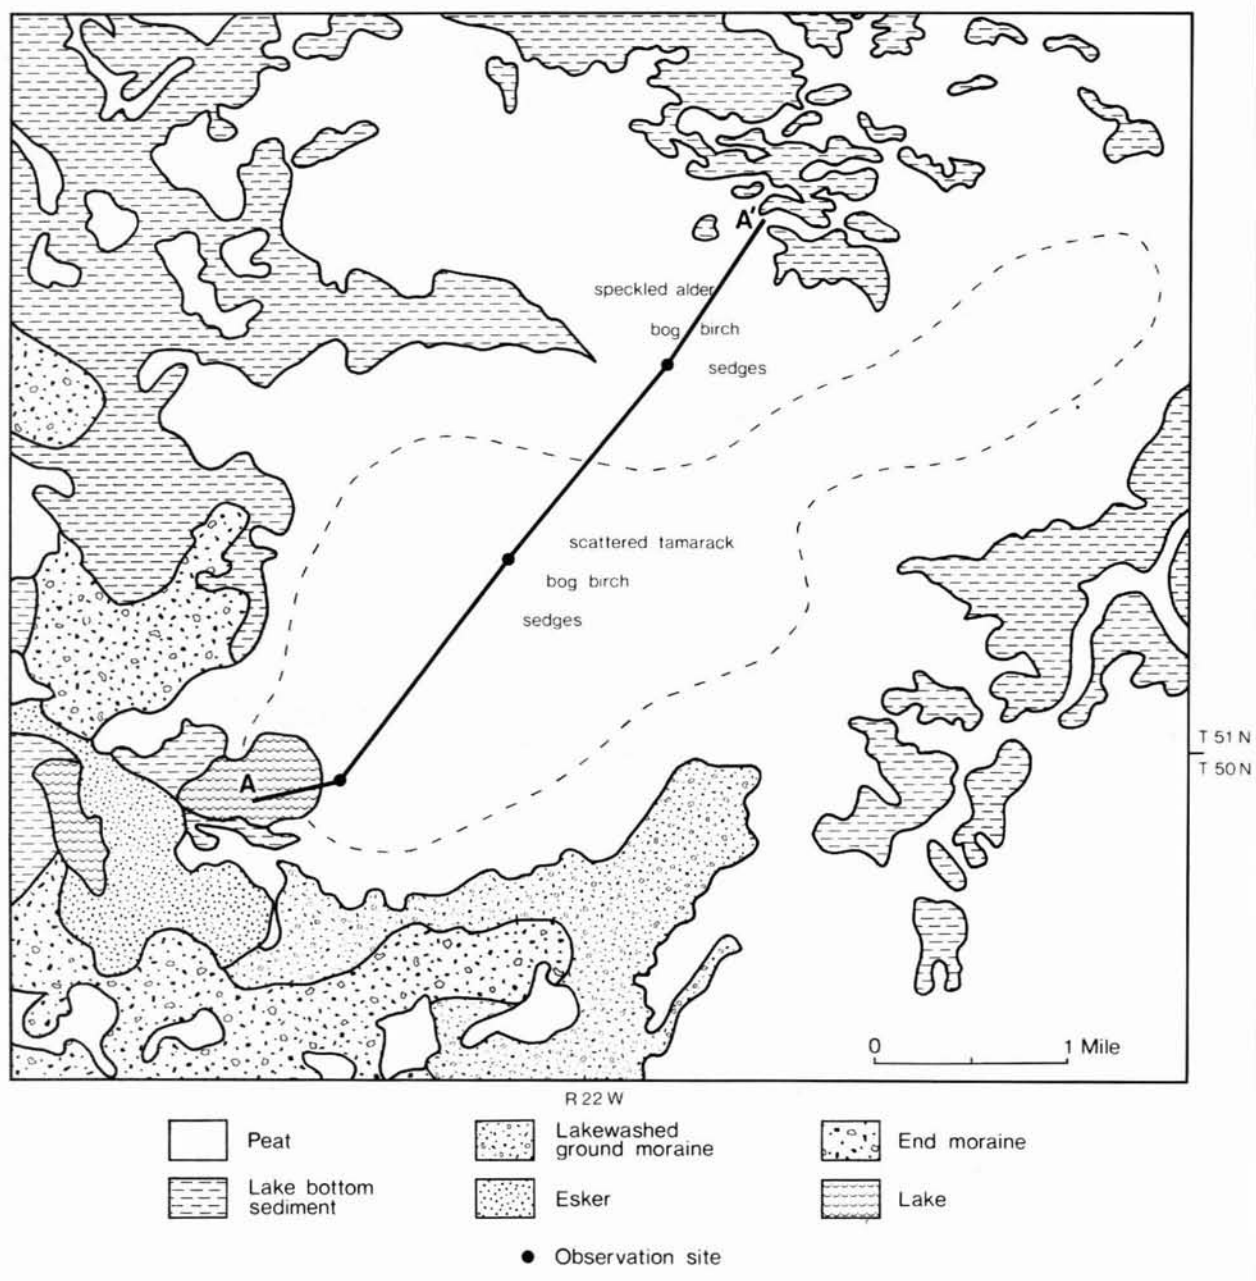 A'
speckled alder
bog birch
sedges
scattered tamarack
bog birch
sedges
T 51 N
T 50 N
A
0 1 Mile
R 22 W
Peat
Lakewashed
ground moraine
End moraine
Lake bottom
sediment
Esker
Lake
Observation site